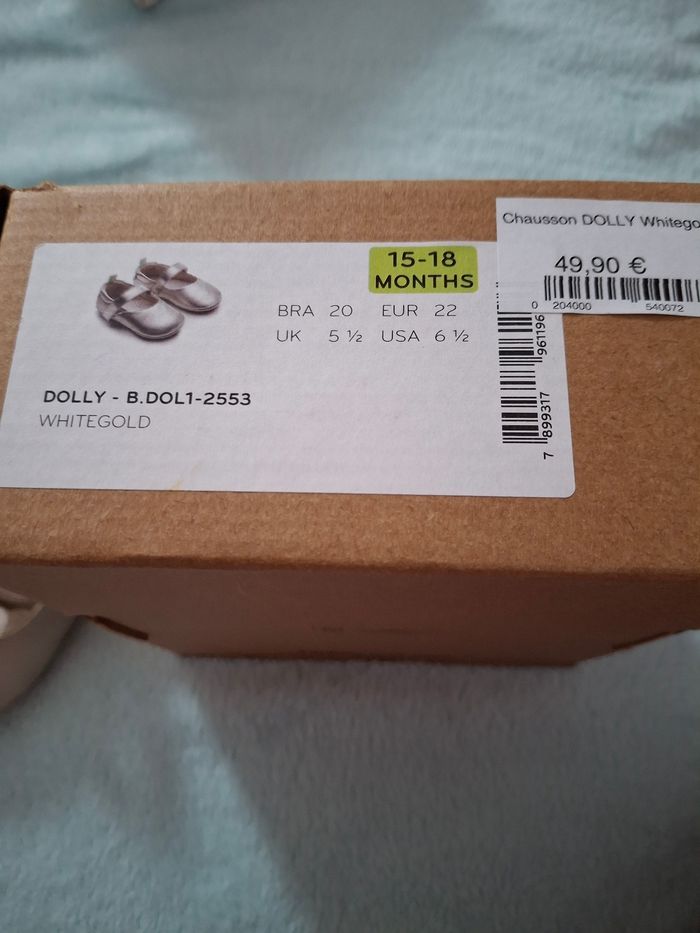 Chausson DOLLY
49,90 €
0 204000 540072
15-18
MONTHS
BRA 20 EUR 22
UK 5 ½ USA 6 ½
DOLLY - B.DOL1-2553
WHITEGOLD
7 899317 961196